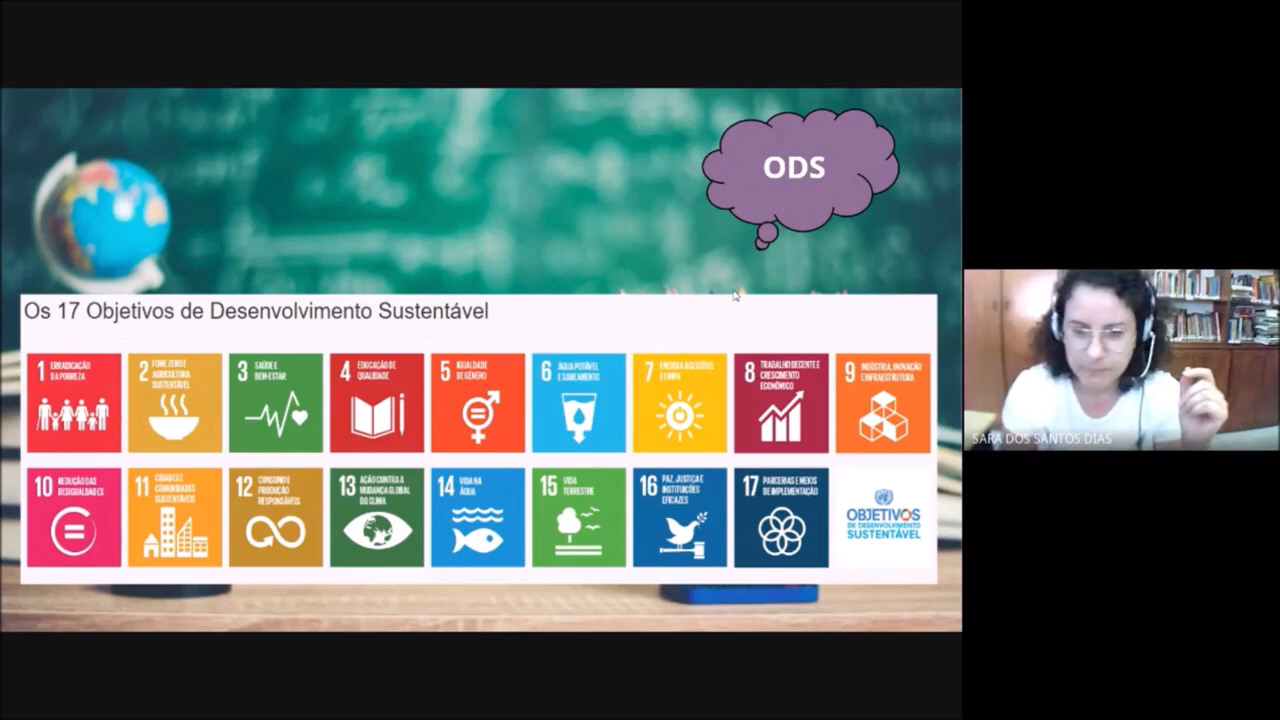 ODS
Os 17 Objetivos de Desenvolvimento Sustentável
1 ERRADICAÇÃO
DA POBREZA
2 FOME ZERO E
AGRICULTURA
SUSTENTÁVEL
3 SAÚDE E
BEM-ESTAR
4 EDUCAÇÃO DE
QUALIDADE
5 IGUALDADE
DE GÊNERO
6 ÁGUA POTÁVEL
E SANEAMENTO
7 ENERGIA ACESSÍVEL
E LIMPA
8 TRABALHO DECENTE E
CRESCIMENTO
ECONÔMICO
9 INDÚSTRIA, INOVAÇÃO
E INFRAESTRUTURA
10 REDUÇÃO DAS
DESIGUALDADES
11 CIDADES E
COMUNIDADES
SUSTENTÁVEIS
12 CONSUMO E
PRODUÇÃO
RESPONSÁVEIS
13 AÇÃO CONTRA A
MUDANÇA GLOBAL
DO CLIMA
14 VIDA NA
ÁGUA
15 VIDA
TERRESTRE
16 PAZ, JUSTIÇA E
INSTITUIÇÕES
EFICAZES
17 PARCERIAS E MEIOS
DE IMPLEMENTAÇÃO
OBJETIVOS
DE DESENVOLVIMENTO
SUSTENTÁVEL
SARA DOS SANTOS DIAS